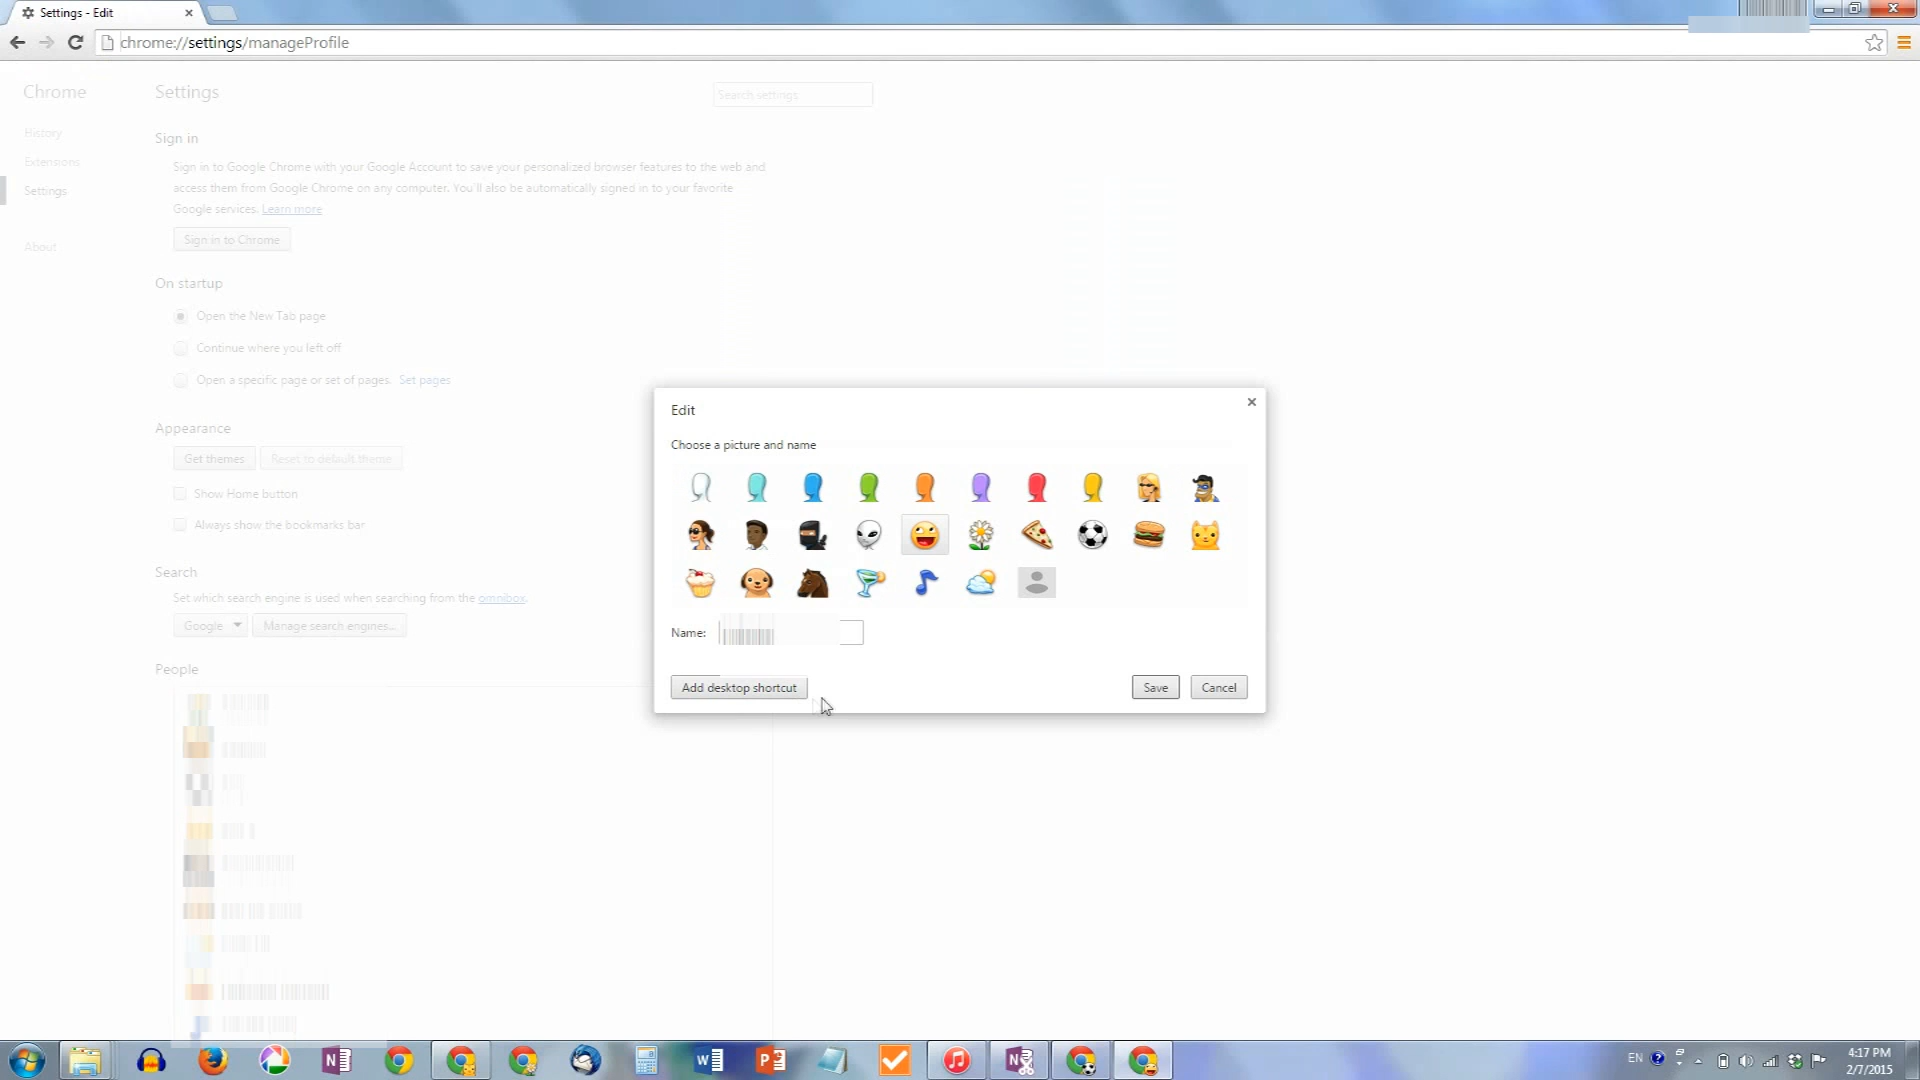 Settings - Edit
chrome://settings/manageProfile
Chrome
Settings
Search settings
History
Extensions
Settings
About
Sign in
Sign in to Google Chrome with your Google Account to save your personalized browser features to the web and
access them from Google Chrome on any computer. You'll also be automatically signed in to your favorite
Google services. Learn more
Sign in to Chrome
On startup
Open the New Tab page
Continue where you left off
Open a specific page or set of pages. Set pages
Appearance
Get themes
Reset to default theme
Show Home button
Always show the bookmarks bar
Search
Set which search engine is used when searching from the omnibox.
Google
Manage search engines...
People
Edit
Choose a picture and name
Name:
Add desktop shortcut
Save
Cancel
EN
4:17 PM
2/7/2015